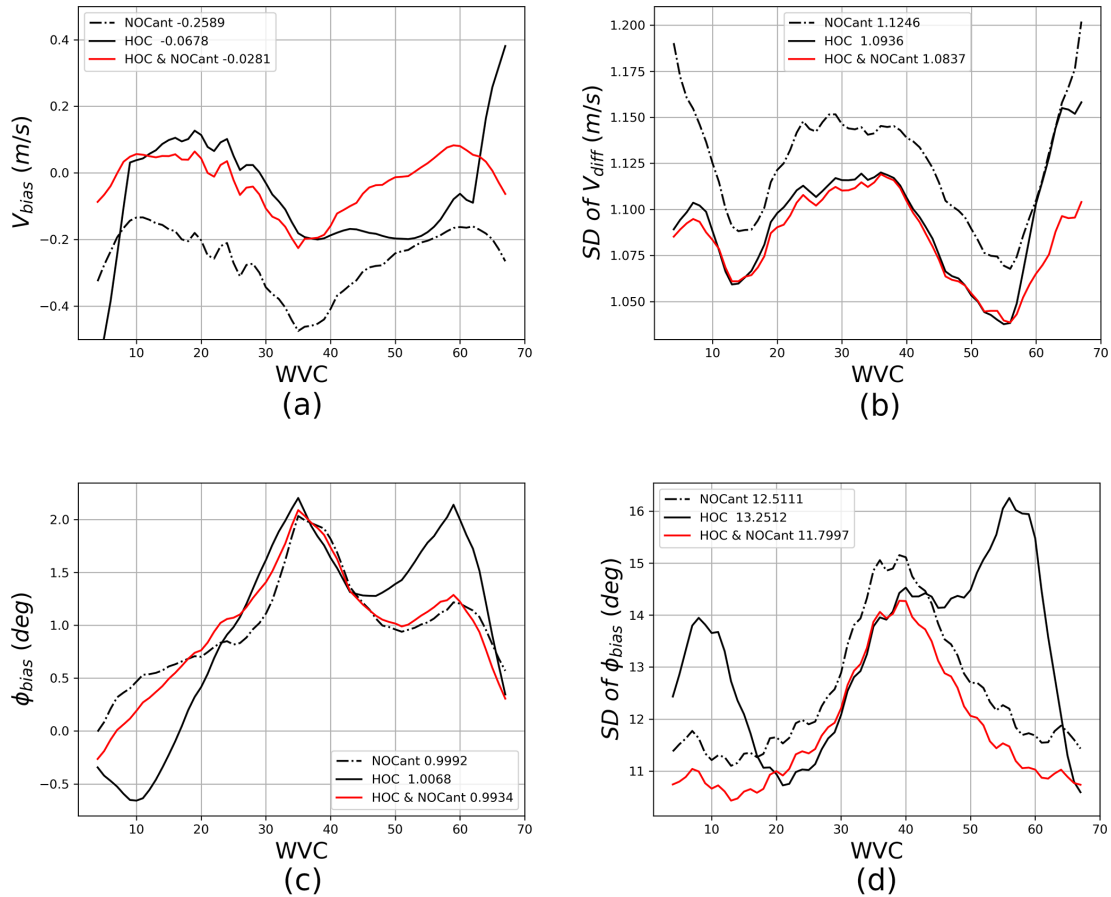 NOCant -0.2589
HOC -0.0678
HOC & NOCant -0.0281
0.4
0.2
0.0
−0.2
−0.4
V_bias (m/s)
10 20 30 40 50 60 70
WVC
(a)
NOCant 1.1246
HOC 1.0936
HOC & NOCant 1.0837
1.200
1.175
1.150
1.125
1.100
1.075
1.050
SD of V_diff (m/s)
10 20 30 40 50 60 70
WVC
(b)
2.0
1.5
1.0
0.5
0.0
−0.5
ϕ_bias (deg)
NOCant 0.9992
HOC 1.0068
HOC & NOCant 0.9934
10 20 30 40 50 60 70
WVC
(c)
NOCant 12.5111
HOC 13.2512
HOC & NOCant 11.7997
16
15
14
13
12
11
SD of ϕ_bias (deg)
10 20 30 40 50 60 70
WVC
(d)